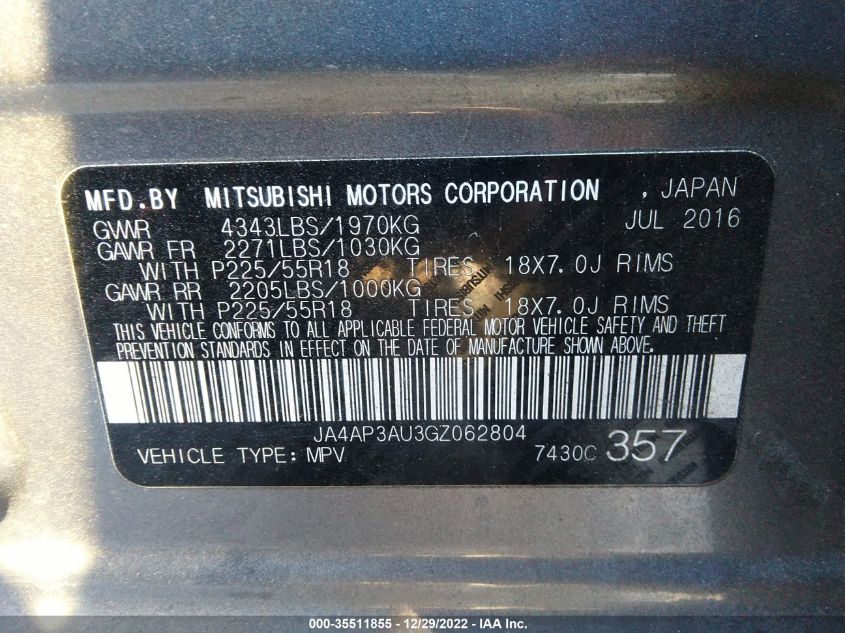 MFD.BY MITSUBISHI MOTORS CORPORATION , JAPAN
GVWR 4343LBS/1970KG JUL 2016
GAWR FR 2271LBS/1030KG
WITH P225/55R18 TIRES 18X7.0J RIMS
GAWR RR 2205LBS/1000KG
WITH P225/55R18 TIRES 18X7.0J RIMS
THIS VEHICLE CONFORMS TO ALL APPLICABLE FEDERAL MOTOR VEHICLE SAFETY AND THEFT
PREVENTION STANDARDS IN EFFECT ON THE DATE OF MANUFACTURE SHOWN ABOVE.
JA4AP3AU3GZ062804
VEHICLE TYPE: MPV 7430C 357
000-35511855 - 12/29/2022 - IAA Inc.